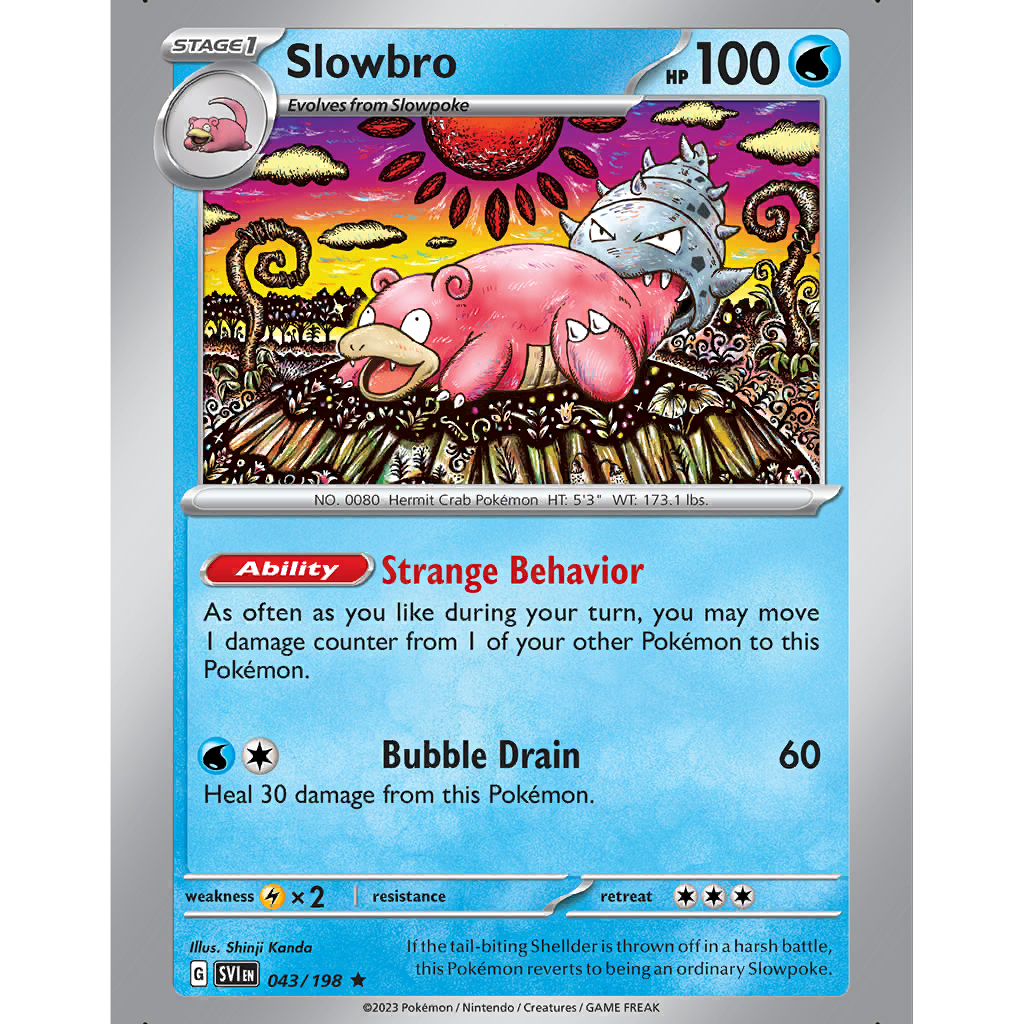 STAGE 1
Slowbro
HP 100
Evolves from Slowpoke
NO. 0080 Hermit Crab Pokémon HT: 5'3" WT: 173.1 lbs.
Ability Strange Behavior
As often as you like during your turn, you may move
1 damage counter from 1 of your other Pokémon to this
Pokémon.
Bubble Drain 60
Heal 30 damage from this Pokémon.
weakness ×2 resistance retreat
Illus. Shinji Kanda
If the tail-biting Shellder is thrown off in a harsh battle,
this Pokémon reverts to being an ordinary Slowpoke.
G SVI EN 043/198
©2023 Pokémon / Nintendo / Creatures / GAME FREAK